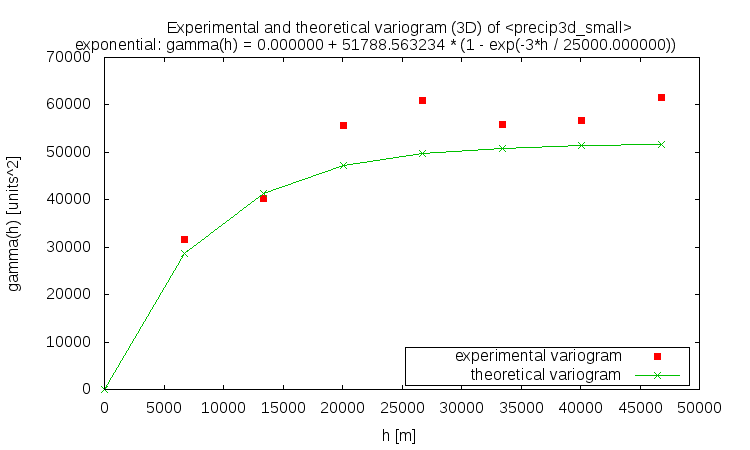 Experimental and theoretical variogram (3D) of <precip3d_small>
exponential: gamma(h) = 0.000000 + 51788.563234 * (1 - exp(-3*h / 25000.000000))
70000
60000
50000
40000
30000
20000
10000
0
gamma(h) [units^2]
experimental variogram
theoretical variogram
0 5000 10000 15000 20000 25000 30000 35000 40000 45000 50000
h [m]